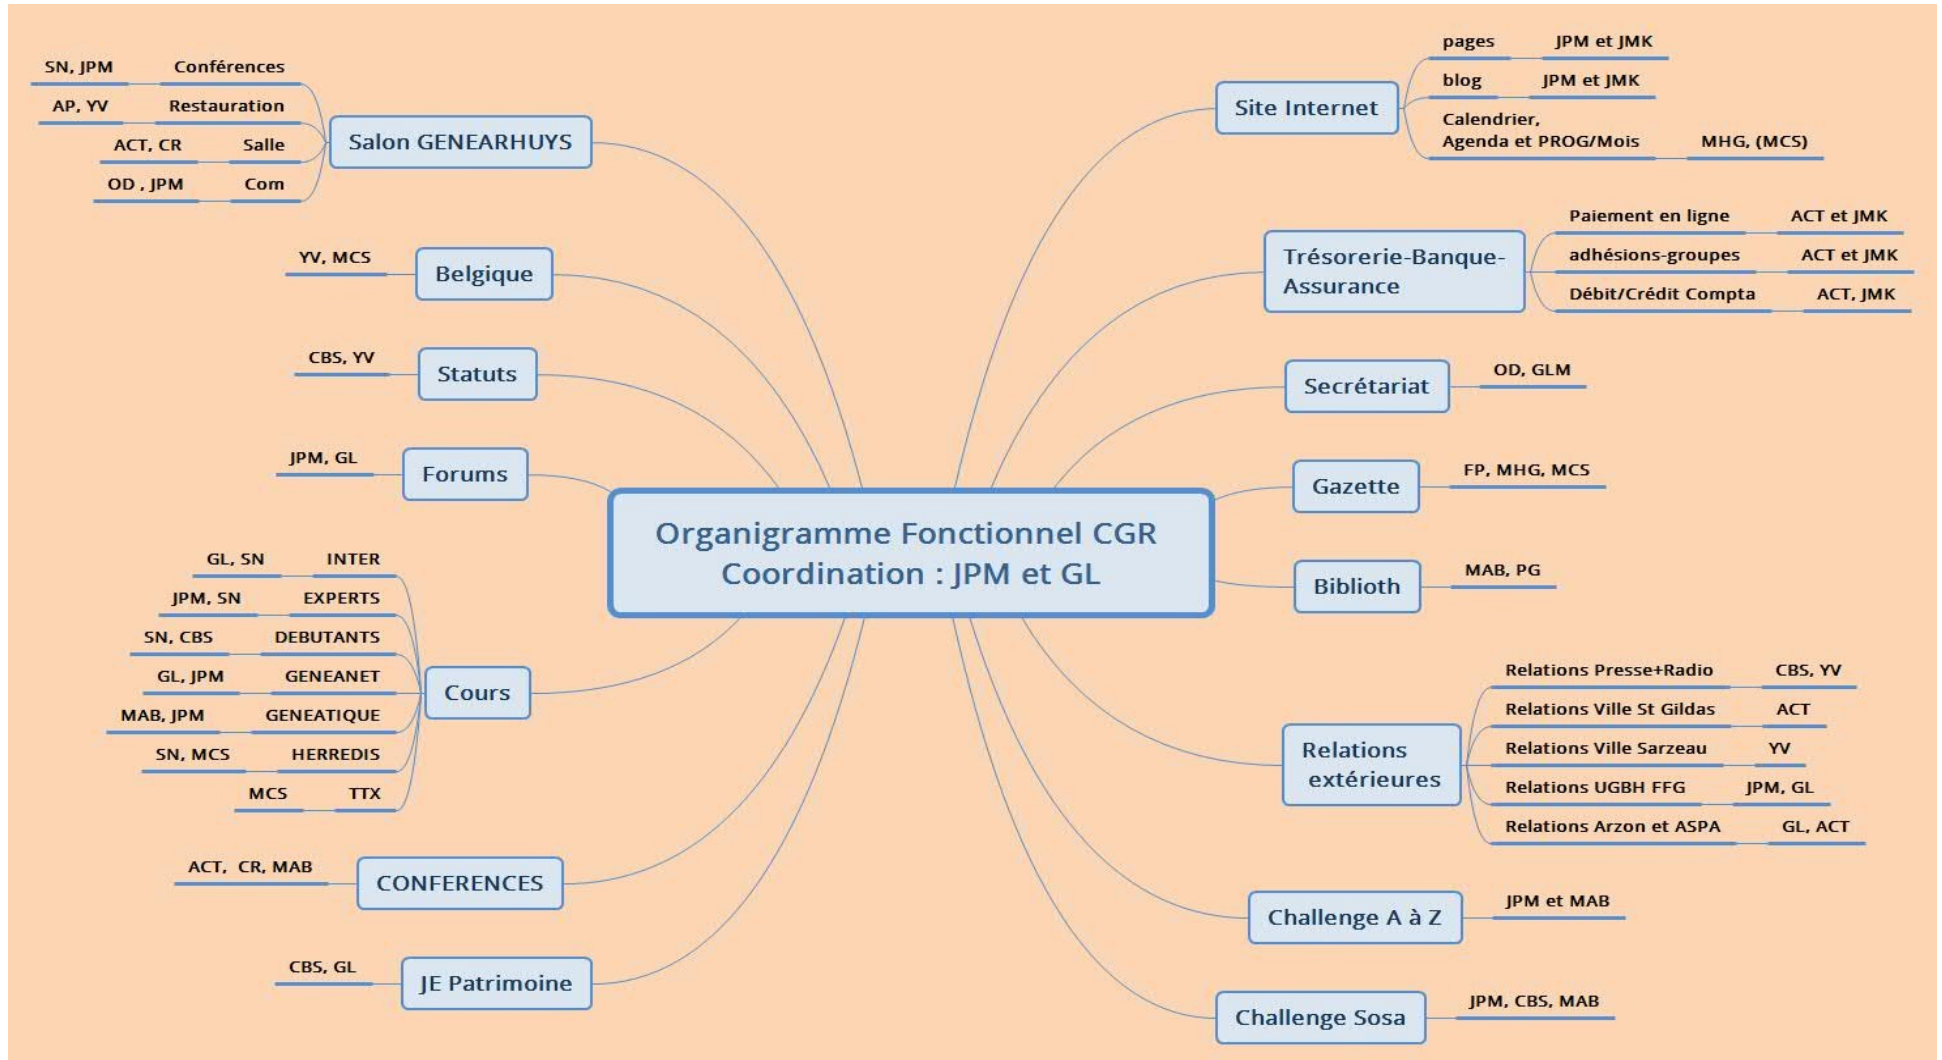 Organigramme Fonctionnel CGR
Coordination : JPM et GL
Salon GENEARHUYS
Conférences
SN, JPM
Restauration
AP, YV
Salle
ACT, CR
Com
OD , JPM
Belgique
YV, MCS
Statuts
CBS, YV
Forums
JPM, GL
Cours
INTER
GL, SN
EXPERTS
JPM, SN
DEBUTANTS
SN, CBS
GENEANET
GL, JPM
GENEATIQUE
MAB, JPM
HERREDIS
SN, MCS
TTX
MCS
CONFERENCES
ACT, CR, MAB
JE Patrimoine
CBS, GL
Site Internet
pages
JPM et JMK
blog
JPM et JMK
Calendrier,
Agenda et PROG/Mois
MHG, (MCS)
Trésorerie-Banque-
Assurance
Paiement en ligne
ACT et JMK
adhésions-groupes
ACT et JMK
Débit/Crédit Compta
ACT, JMK
Secrétariat
OD, GLM
Gazette
FP, MHG, MCS
Biblioth
MAB, PG
Relations
extérieures
Relations Presse+Radio
CBS, YV
Relations Ville St Gildas
ACT
Relations Ville Sarzeau
YV
Relations UGBH FFG
JPM, GL
Relations Arzon et ASPA
GL, ACT
Challenge A à Z
JPM et MAB
Challenge Sosa
JPM, CBS, MAB